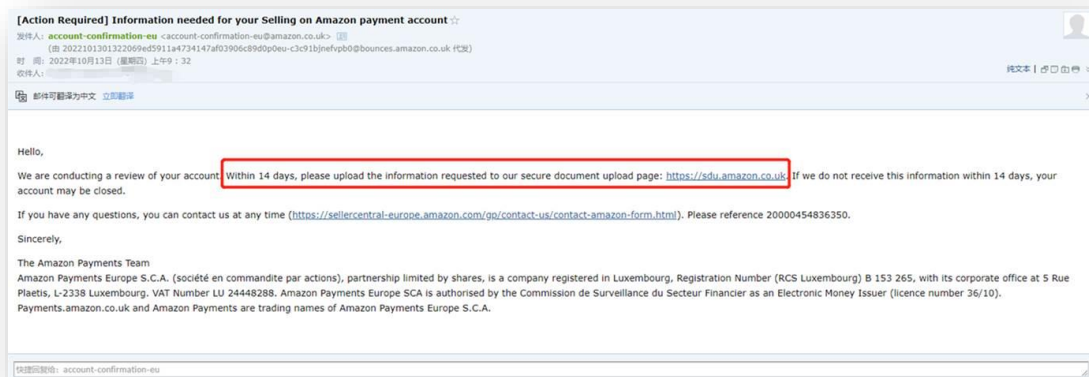 [Action Required] Information needed for your Selling on Amazon payment account
发件人: account-confirmation-eu <account-confirmation-eu@amazon.co.uk>
(由 2022101301322069ed5911a4734147af03906c89d0p0eu-c3c91bjnefvpb0@bounces.amazon.co.uk 代发)
时 间: 2022年10月13日 (星期四) 上午9:32
纯文本 |
收件人:
邮件可翻译为中文 立即翻译
Hello,
We are conducting a review of your account. Within 14 days, please upload the information requested to our secure document upload page: https://sdu.amazon.co.uk. If we do not receive this information within 14 days, your
account may be closed.
If you have any questions, you can contact us at any time (https://sellercentral-europe.amazon.com/gp/contact-us/contact-amazon-form.html). Please reference 20000454836350.
Sincerely,
The Amazon Payments Team
Amazon Payments Europe S.C.A. (société en commandite par actions), partnership limited by shares, is a company registered in Luxembourg, Registration Number (RCS Luxembourg) B 153 265, with its corporate office at 5 Rue
Plaetis, L-2338 Luxembourg. VAT Number LU 24448288. Amazon Payments Europe SCA is authorised by the Commission de Surveillance du Secteur Financier as an Electronic Money Issuer (licence number 36/10).
Payments.amazon.co.uk and Amazon Payments are trading names of Amazon Payments Europe S.C.A.
快捷回复给: account-confirmation-eu